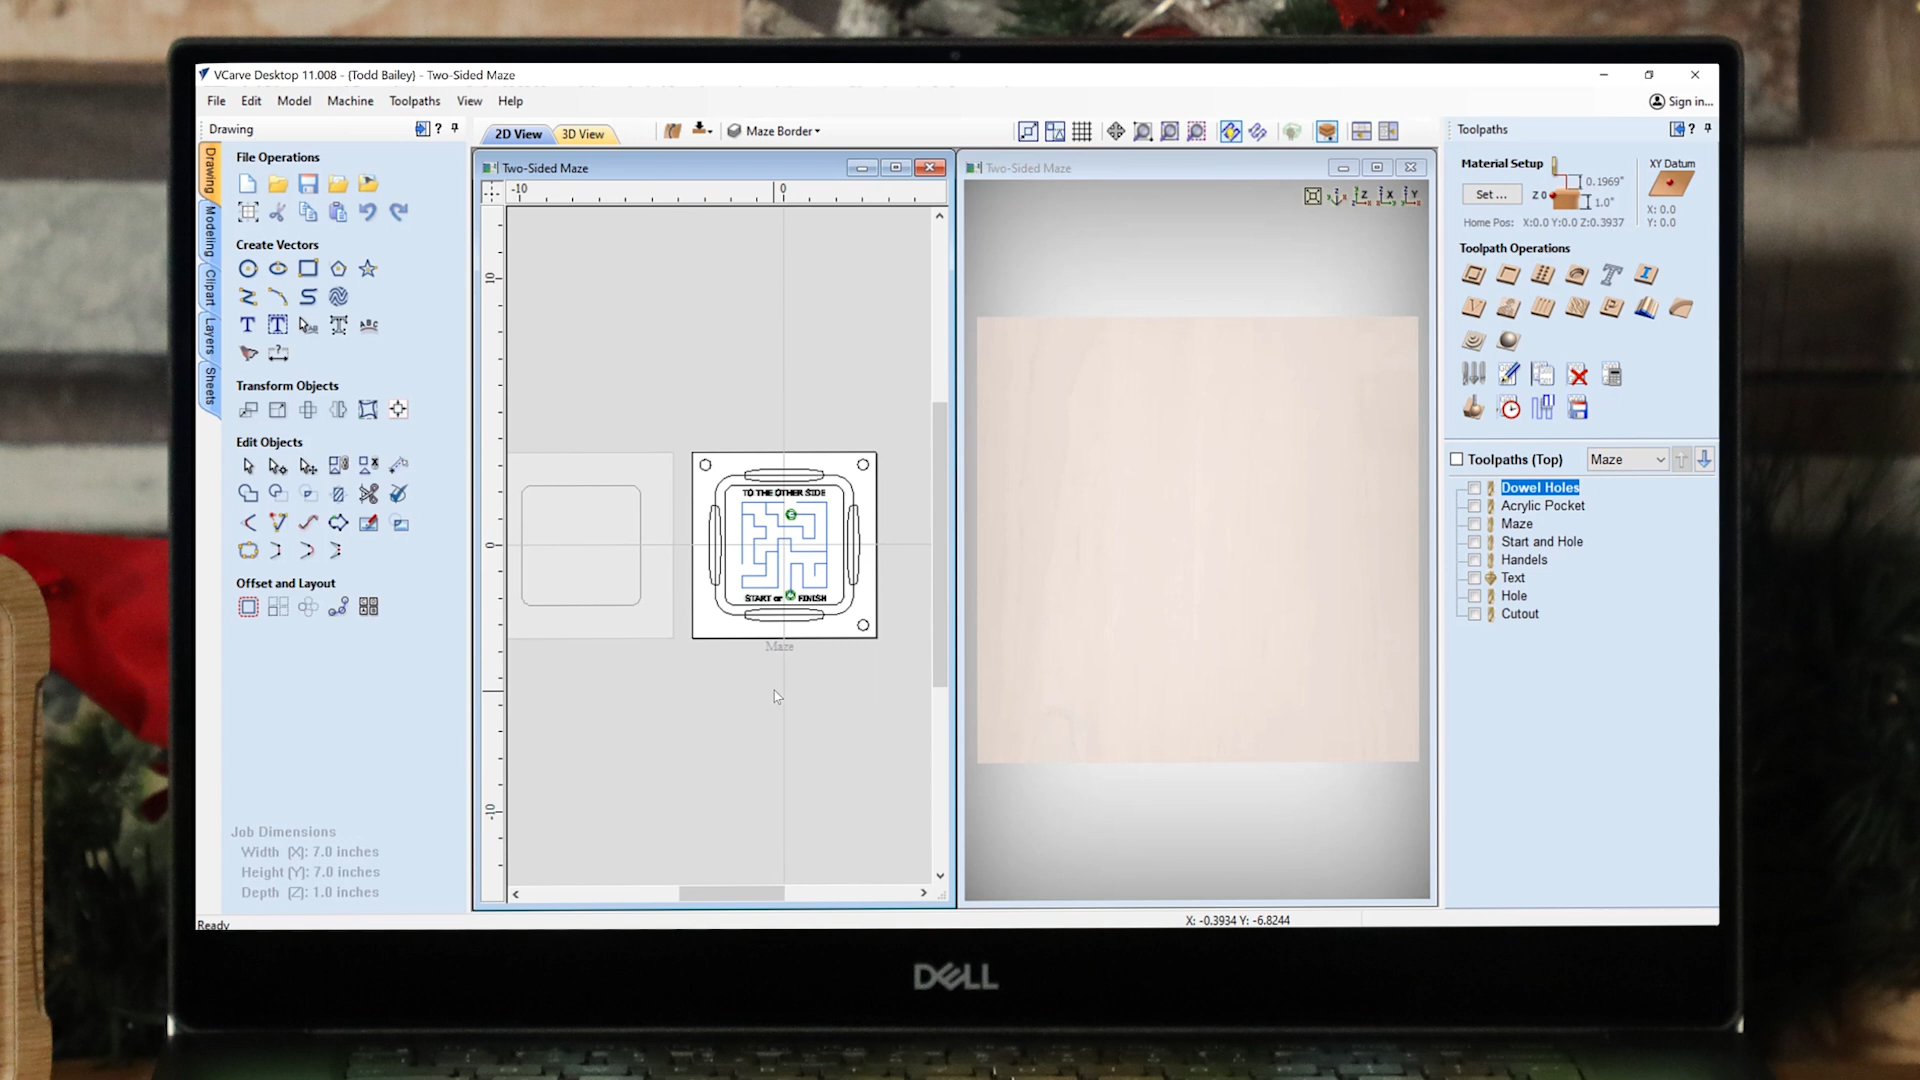 VCarve Desktop 11.008 - {Todd Bailey} - Two-Sided Maze
File Edit Model Machine Toolpaths View Help
Sign in...
Drawing
?
Drawing
Modeling
Clipart
Layers
Sheets
File Operations
Create Vectors
Transform Objects
Edit Objects
Offset and Layout
Job Dimensions
Width (X): 7.0 inches
Height (Y): 7.0 inches
Depth (Z): 1.0 inches
Ready
2D View
3D View
Maze Border
Two-Sided Maze
-10 0
10
0
-10
TO THE OTHER SIDE
START or FINISH
Maze
Two-Sided Maze
X: -0.3934 Y: -6.8244
Toolpaths
?
Material Setup
Set ...
Z 0
0.1969"
1.0"
XY Datum
X: 0.0
Y: 0.0
Home Pos: X:0.0 Y:0.0 Z:0.3937
Toolpath Operations
Toolpaths (Top)
Maze
Dowel Holes
Acrylic Pocket
Maze
Start and Hole
Handels
Text
Hole
Cutout
DELL